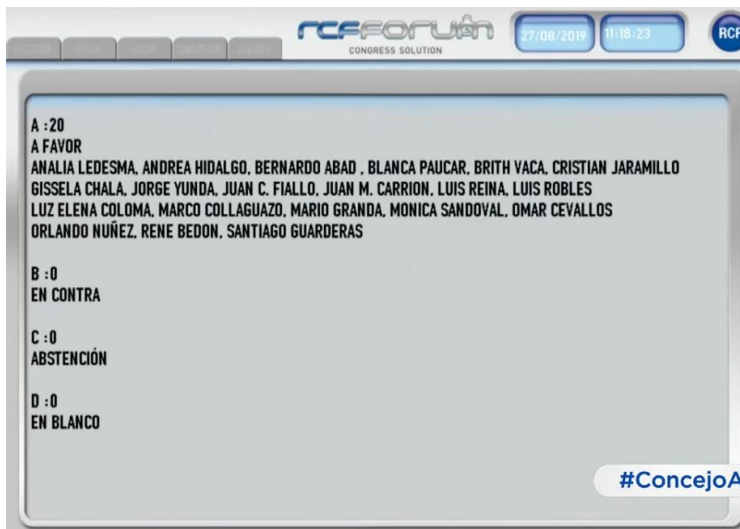 RCF FORUM
CONGRESS SOLUTION
27/08/2019
11:18:23
RCF
A :20
A FAVOR
ANALIA LEDESMA, ANDREA HIDALGO, BERNARDO ABAD , BLANCA PAUCAR, BRITH VACA, CRISTIAN JARAMILLO
GISSELA CHALA, JORGE YUNDA, JUAN C. FIALLO, JUAN M. CARRION, LUIS REINA, LUIS ROBLES
LUZ ELENA COLOMA, MARCO COLLAGUAZO, MARIO GRANDA, MONICA SANDOVAL, OMAR CEVALLOS
ORLANDO NUÑEZ, RENE BEDON, SANTIAGO GUARDERAS
B :0
EN CONTRA
C :0
ABSTENCIÓN
D :0
EN BLANCO
#ConcejoA